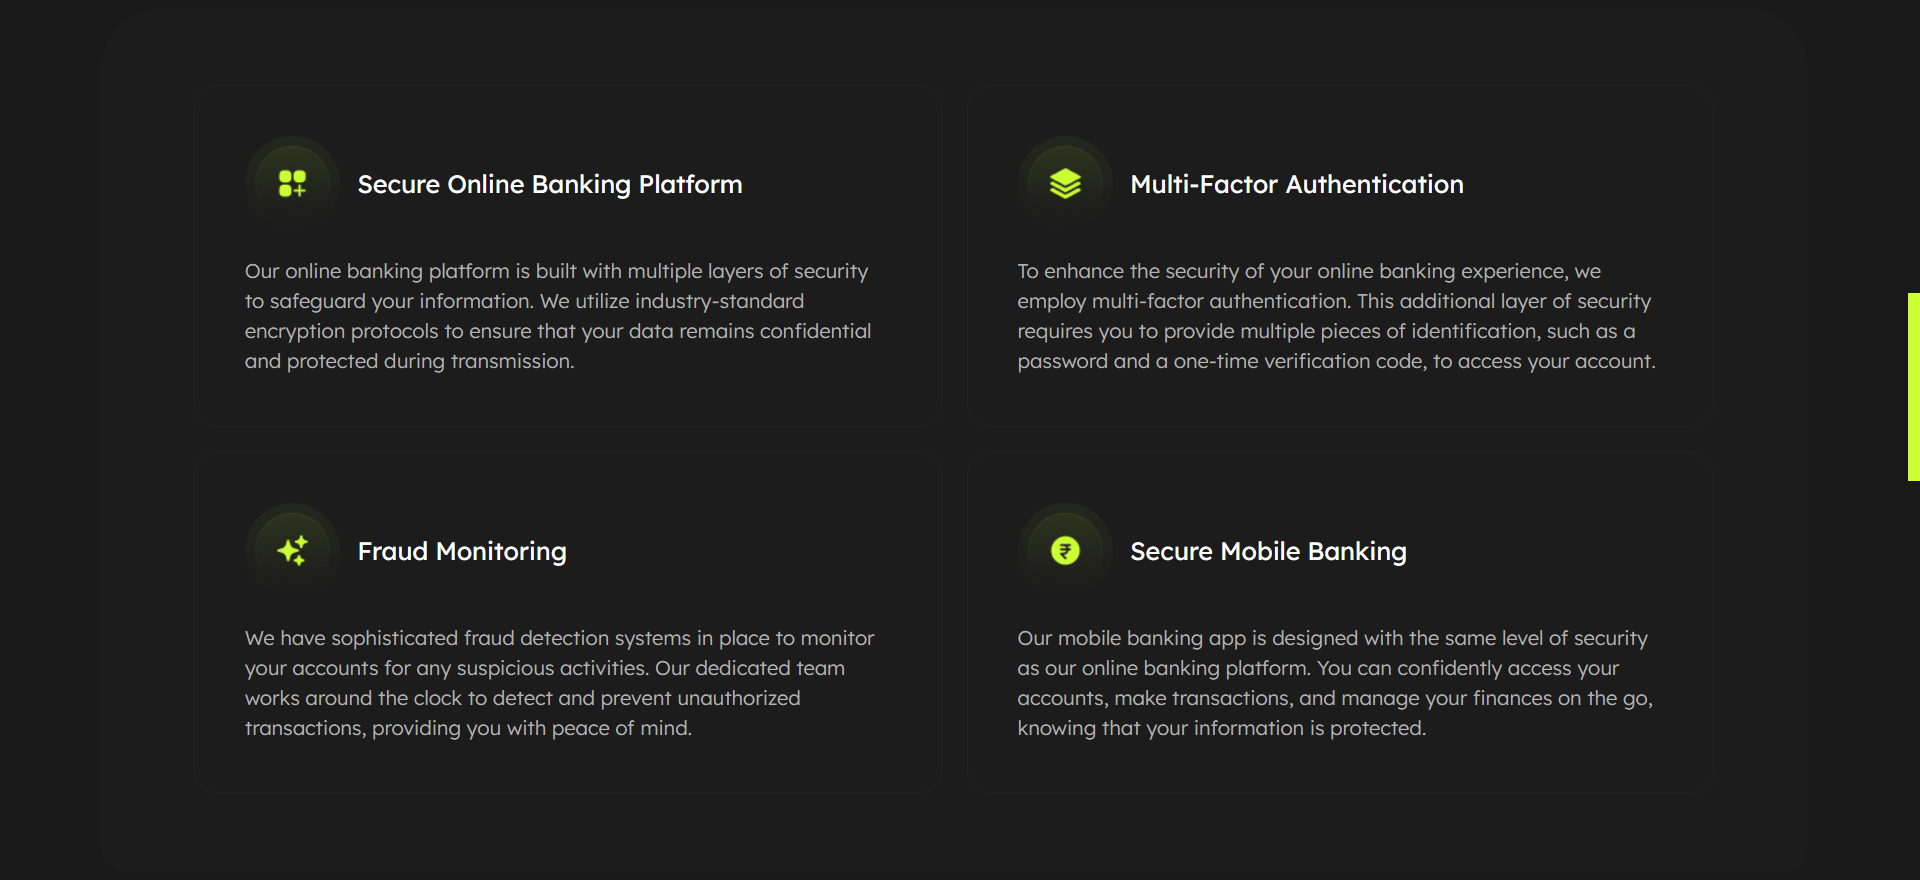 Secure Online Banking Platform
Our online banking platform is built with multiple layers of security
to safeguard your information. We utilize industry-standard
encryption protocols to ensure that your data remains confidential
and protected during transmission.
Multi-Factor Authentication
To enhance the security of your online banking experience, we
employ multi-factor authentication. This additional layer of security
requires you to provide multiple pieces of identification, such as a
password and a one-time verification code, to access your account.
Fraud Monitoring
We have sophisticated fraud detection systems in place to monitor
your accounts for any suspicious activities. Our dedicated team
works around the clock to detect and prevent unauthorized
transactions, providing you with peace of mind.
₹
Secure Mobile Banking
Our mobile banking app is designed with the same level of security
as our online banking platform. You can confidently access your
accounts, make transactions, and manage your finances on the go,
knowing that your information is protected.